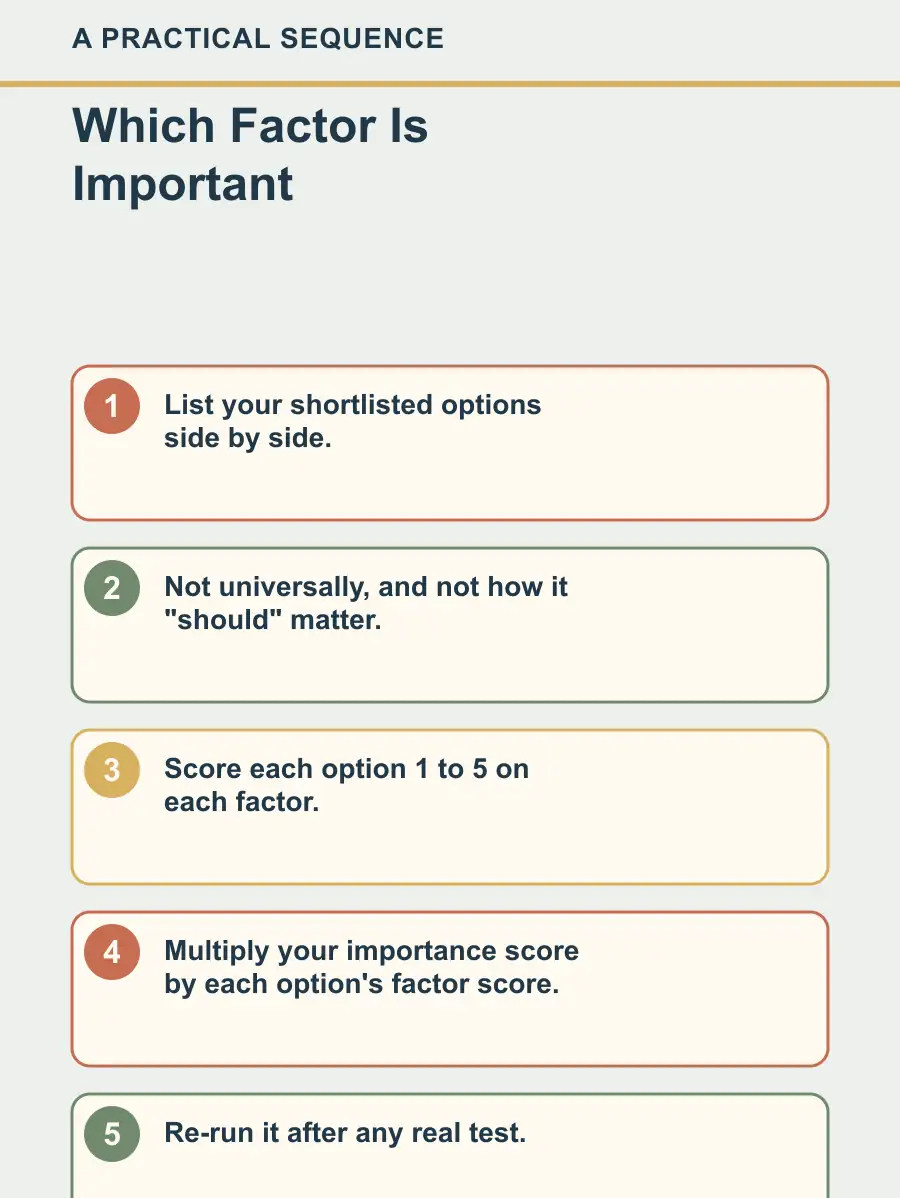 A PRACTICAL SEQUENCE
Which Factor Is
Important
1
List your shortlisted options
side by side.
2
Not universally, and not how it
"should" matter.
3
Score each option 1 to 5 on
each factor.
4
Multiply your importance score
by each option's factor score.
5
Re-run it after any real test.